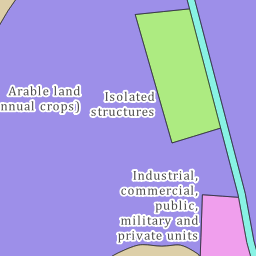 Arable land
nnual crops)
Isolated
structures
Industrial,
commercial,
public,
military and
private units